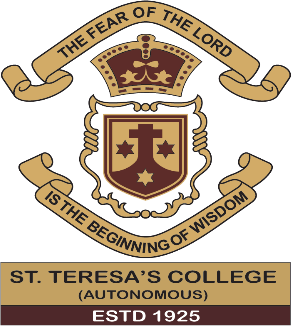 THE FEAR OF THE LORD
IS THE BEGINNING OF WISDOM
ST. TERESA'S COLLEGE
(AUTONOMOUS)
ESTD 1925